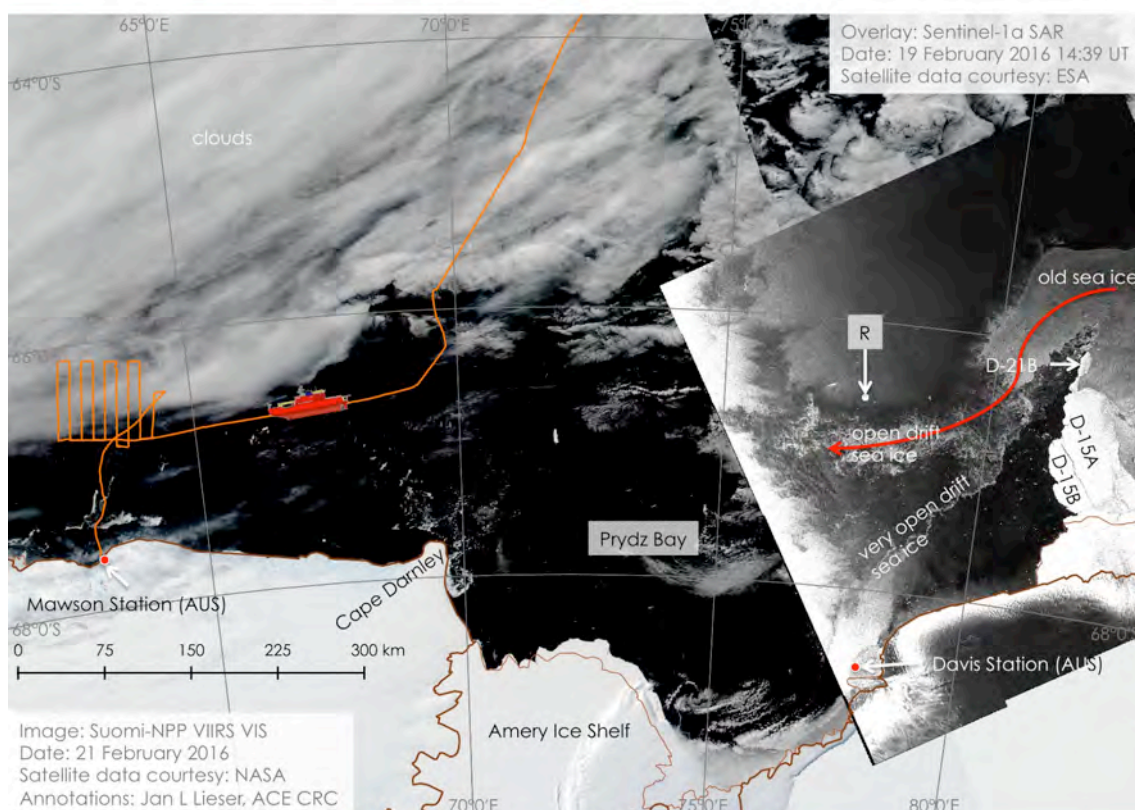 65°0'E
70°0'E
75°0'E
Overlay: Sentinel-1a SAR
Date: 19 February 2016 14:39 UT
Satellite data courtesy: ESA
64°0'S
clouds
old sea ice
R
D-21B
66°0'S
open drift
sea ice
D-15A
D-15B
very open drift
sea ice
Prydz Bay
Cape Darnley
Mawson Station (AUS)
68°0'S
68°0'S
0 75 150 225 300 km
Davis Station (AUS)
Amery Ice Shelf
Image: Suomi-NPP VIIRS VIS
Date: 21 February 2016
Satellite data courtesy: NASA
Annotations: Jan L Lieser, ACE CRC
70°0'E
75°0'E
80°0'E